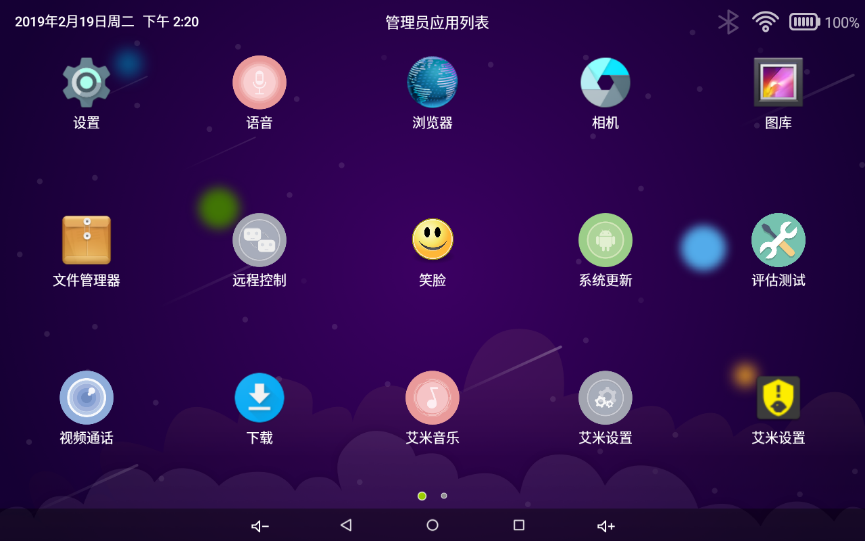 2019年2月19日周二 下午 2:20
管理员应用列表
100%
设置
语音
浏览器
相机
图库
文件管理器
远程控制
笑脸
系统更新
评估测试
视频通话
下载
艾米音乐
艾米设置
艾米设置